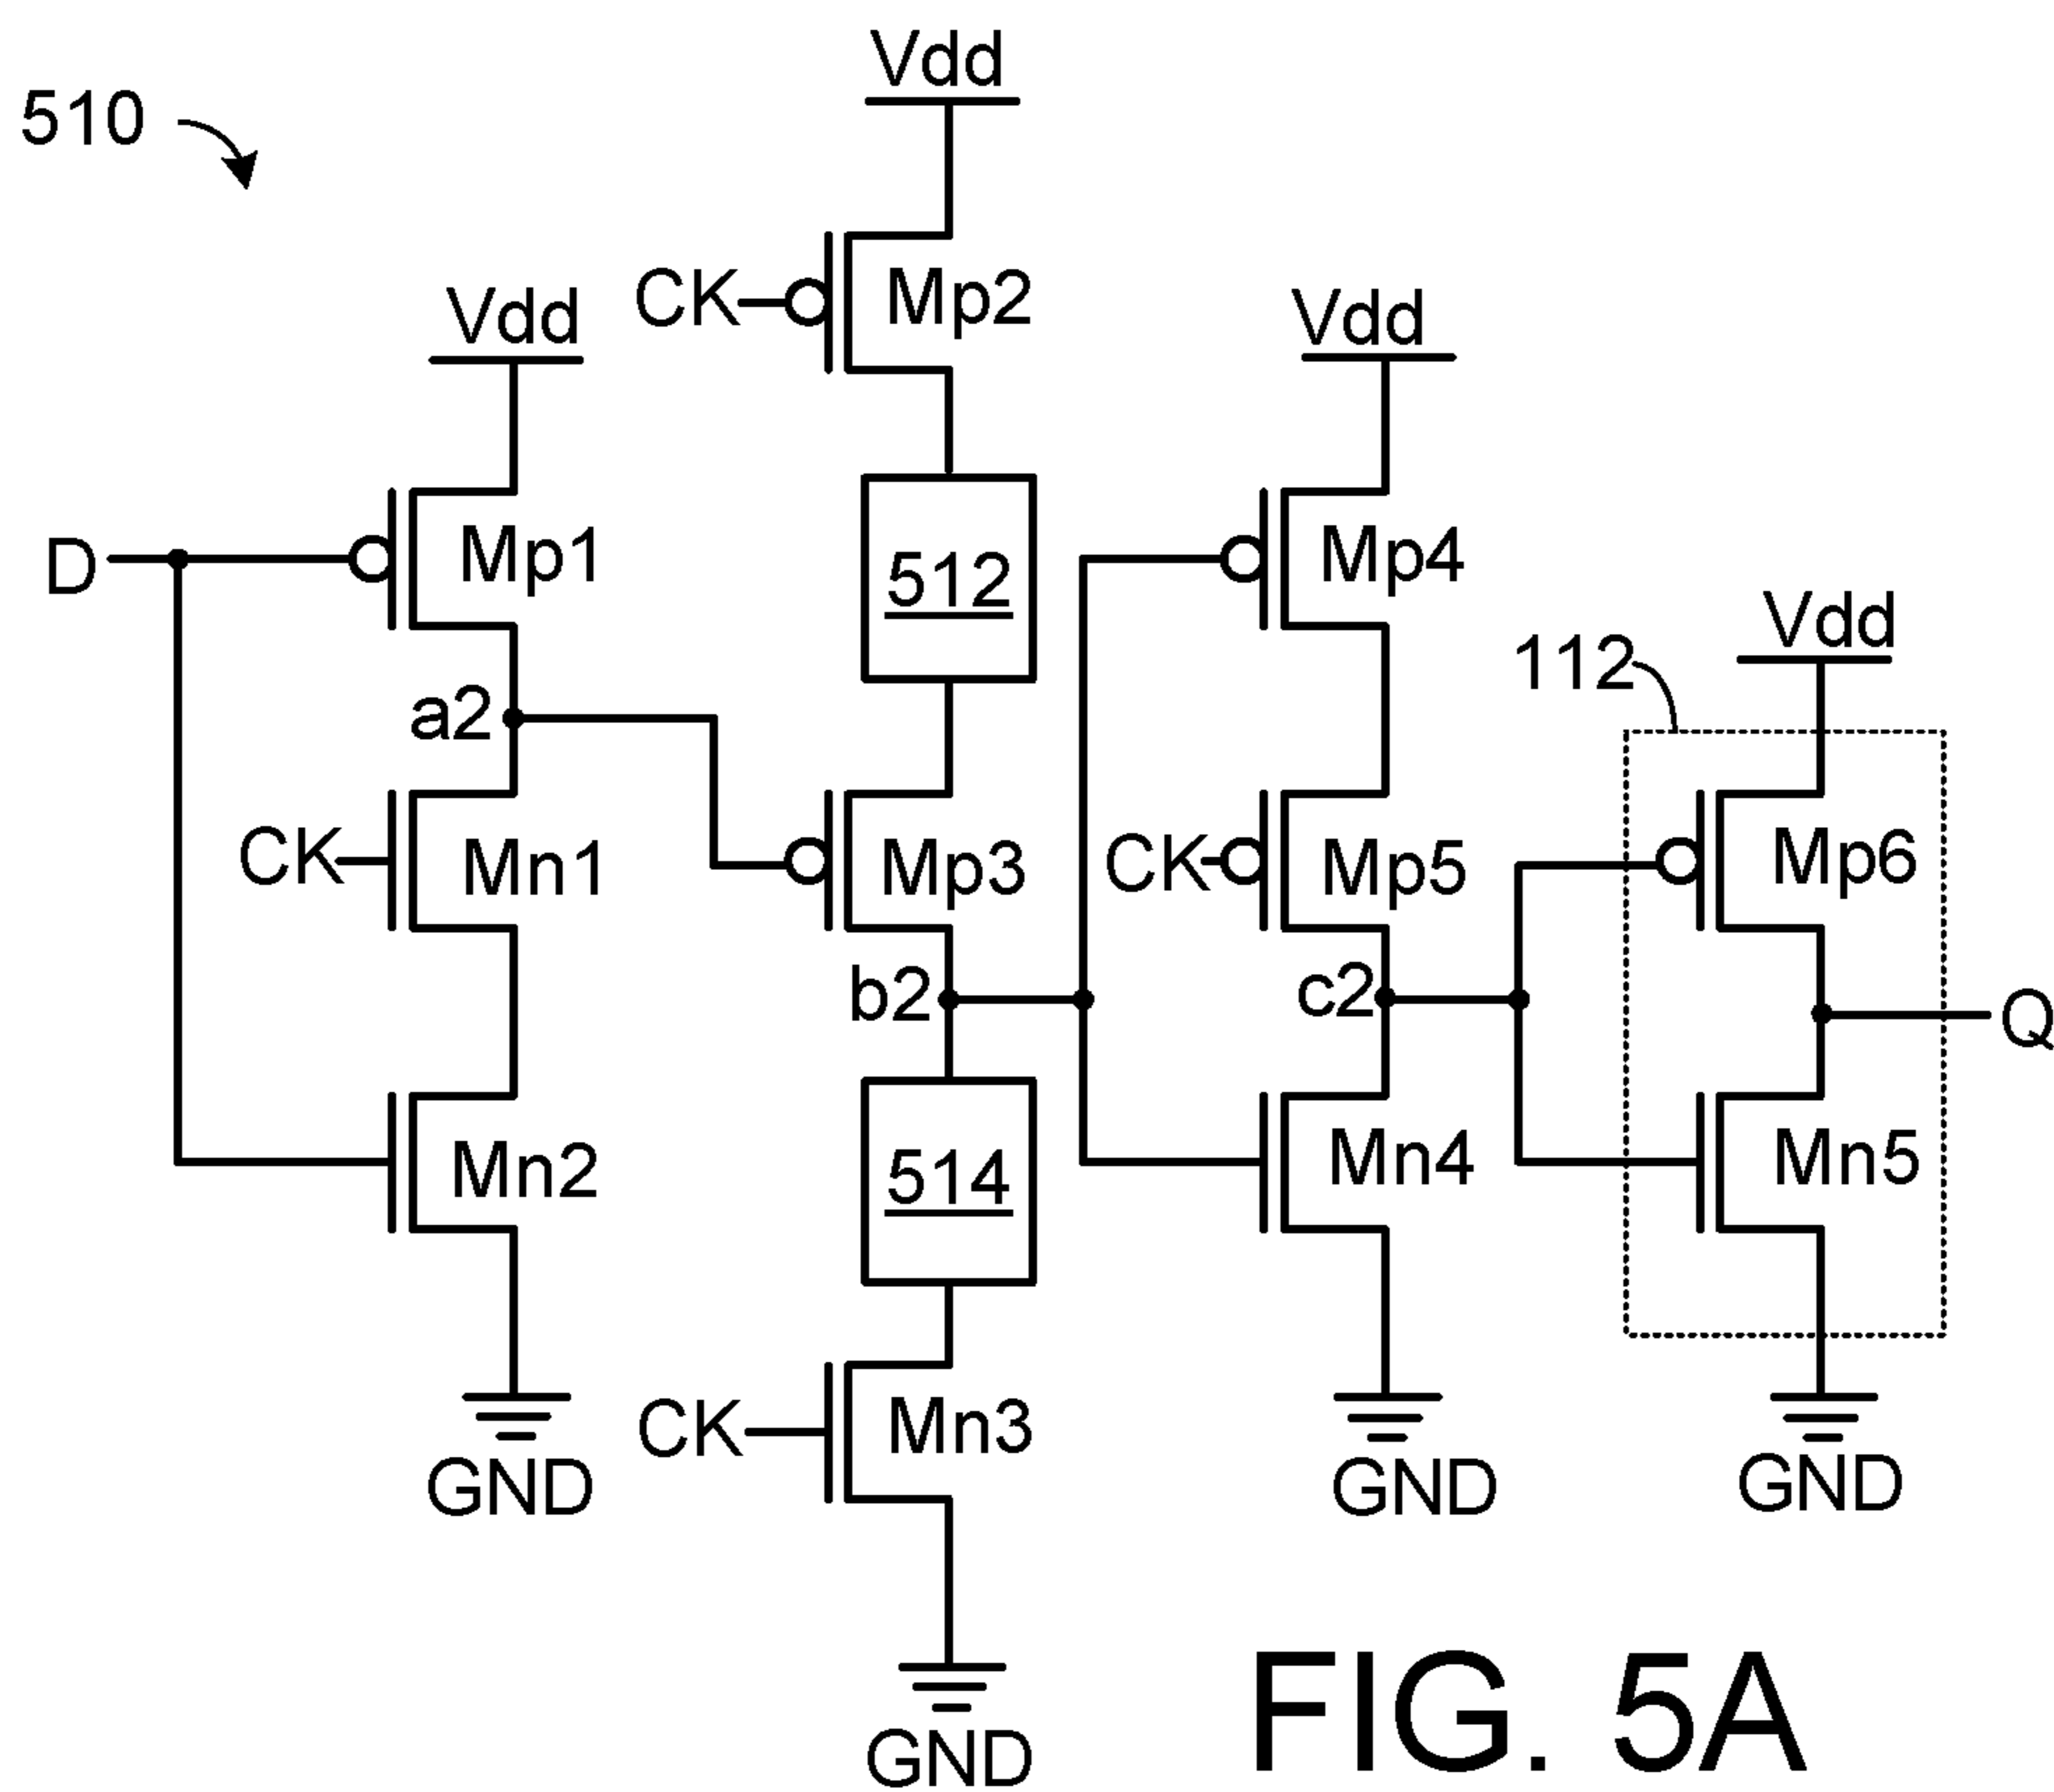 Vdd
510
CK
Mp2
Vdd
Vdd
D
Mp1
512
Mp4
112
Vdd
a2
CK
Mn1
Mp3
CK
Mp5
Mp6
b2
c2
Q
Mn2
514
Mn4
Mn5
CK
Mn3
GND
GND
GND
GND
FIG. 5A